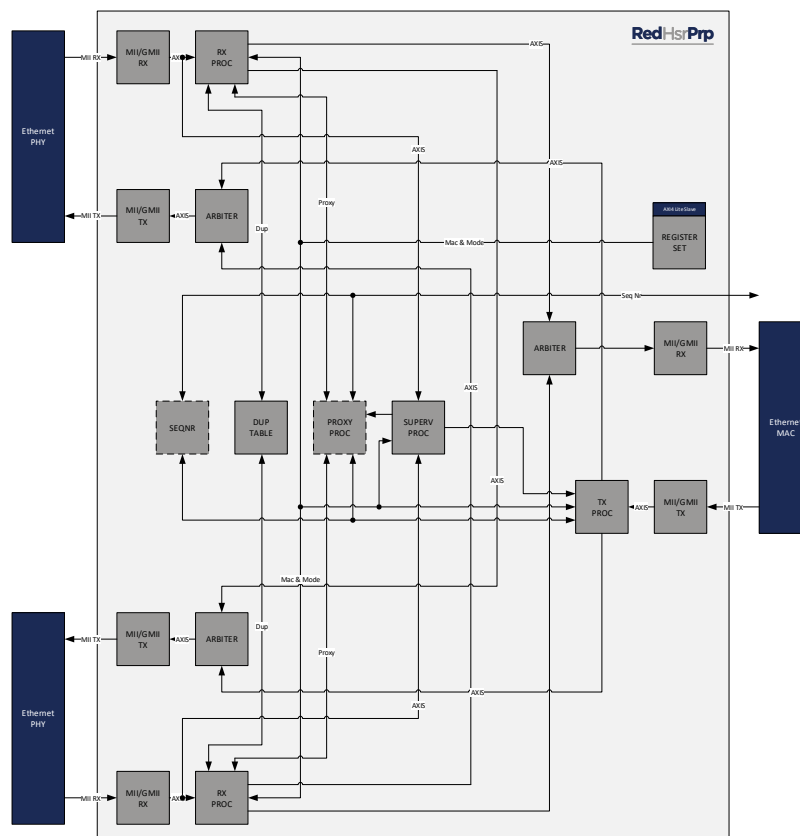 RedHsrPrp
MII/GMII
RX
RX
PROC
AXIS
MII RX
AXIS
Ethernet
PHY
AXIS
AXIS
Proxy
MII/GMII
TX
ARBITER
MII TX
AXIS
AXI4 Lite Slave
REGISTER
SET
Dup
Mac & Mode
Seq Nr
ARBITER
MII/GMII
RX
MII RX
AXIS
SEQNR
DUP
TABLE
PROXY
PROC
SUPERV
PROC
Ethernet
MAC
AXIS
TX
PROC
AXIS
MII/GMII
TX
MII TX
Mac & Mode
MII/GMII
TX
ARBITER
MII TX
AXIS
Dup
Proxy
Ethernet
PHY
AXIS
AXIS
MII/GMII
RX
RX
PROC
MII RX
AXIS